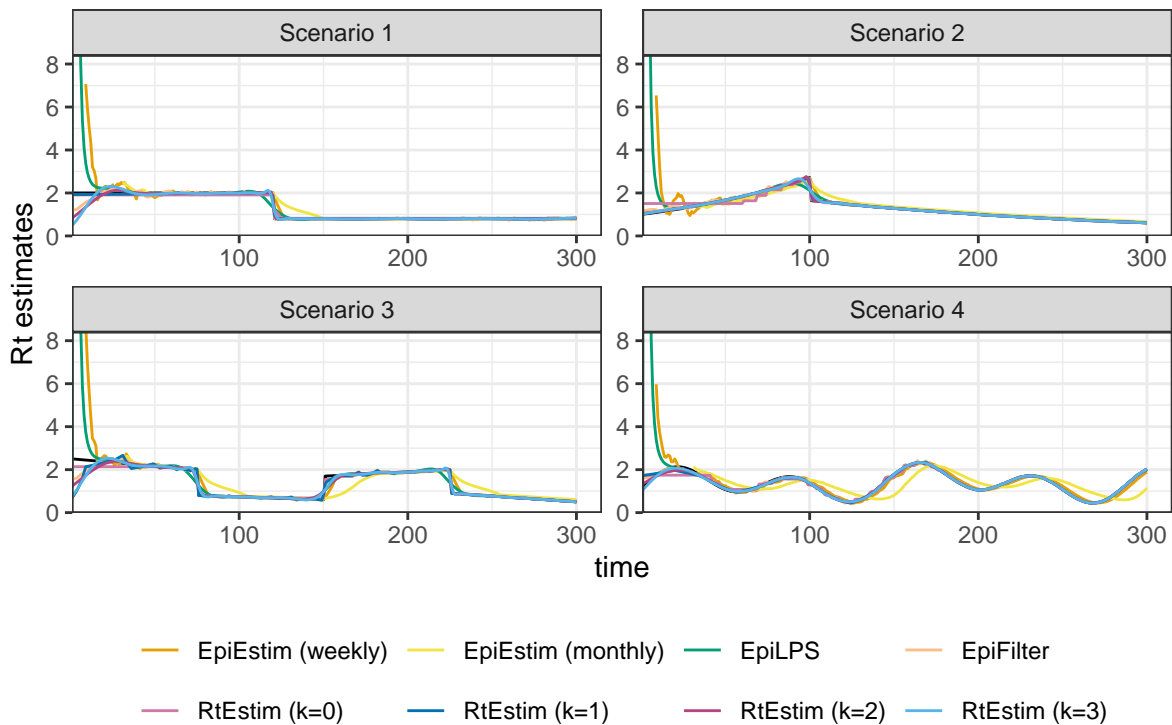 Scenario 1 Scenario 2
8 8
6 6
4 4
2 2
0 0
100 200 300 100 200 300
Scenario 3 Scenario 4
8 8
6 6
4 4
2 2
0 0
100 200 300 100 200 300
Rt estimates
time
EpiEstim (weekly) EpiEstim (monthly) EpiLPS EpiFilter
RtEstim (k=0) RtEstim (k=1) RtEstim (k=2) RtEstim (k=3)